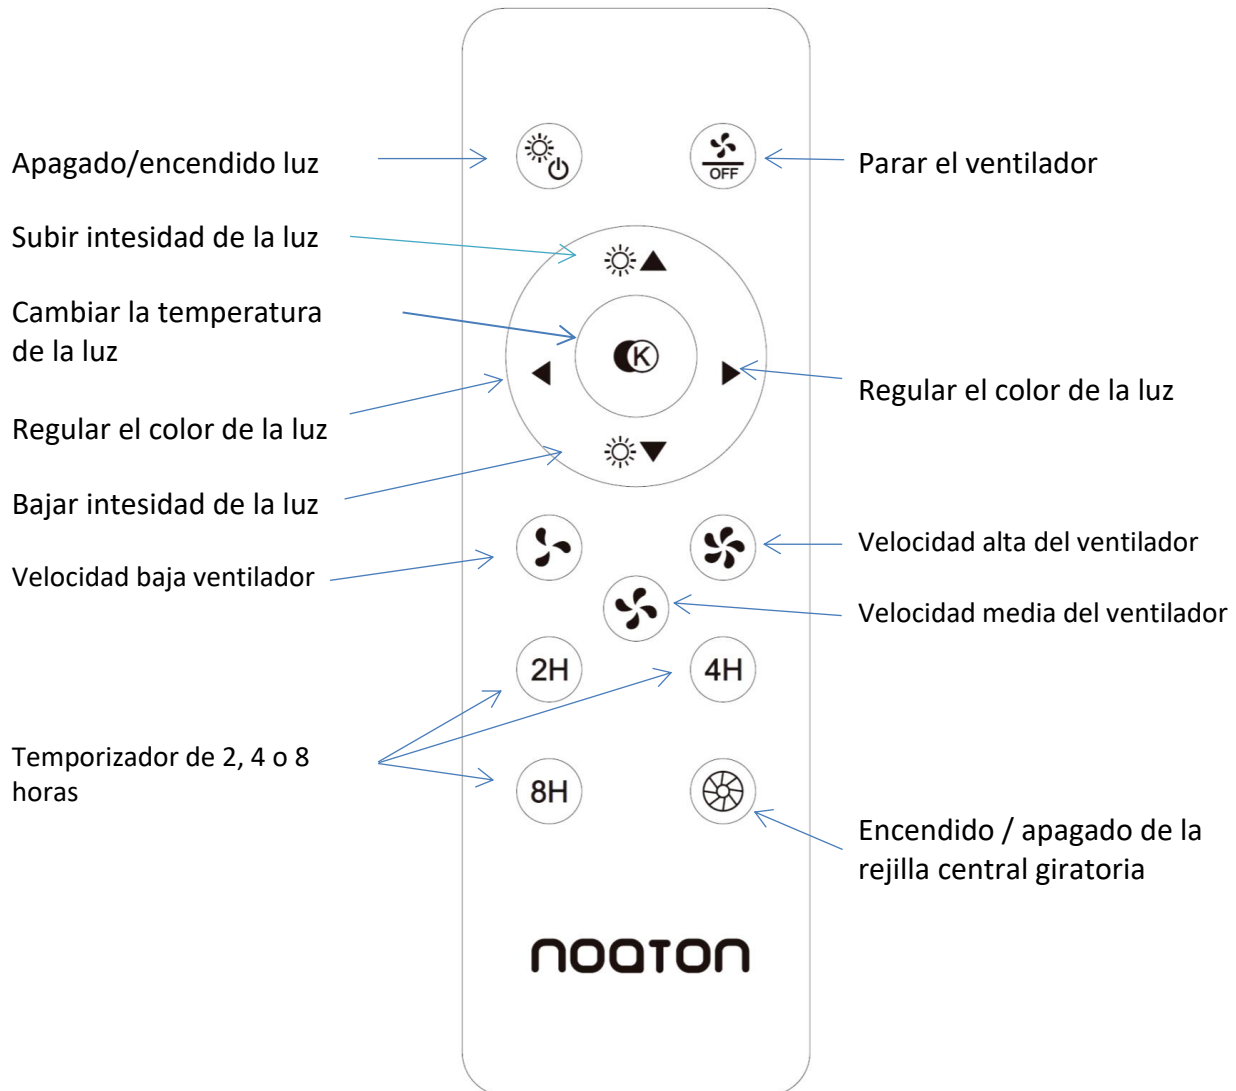 Apagado/encendido luz
OFF
Parar el ventilador
Subir intesidad de la luz
Cambiar la temperatura
de la luz
K
Regular el color de la luz
Regular el color de la luz
Bajar intesidad de la luz
Velocidad alta del ventilador
Velocidad baja ventilador
Velocidad media del ventilador
2H
4H
Temporizador de 2, 4 o 8
horas
8H
Encendido / apagado de la
rejilla central giratoria
noaton